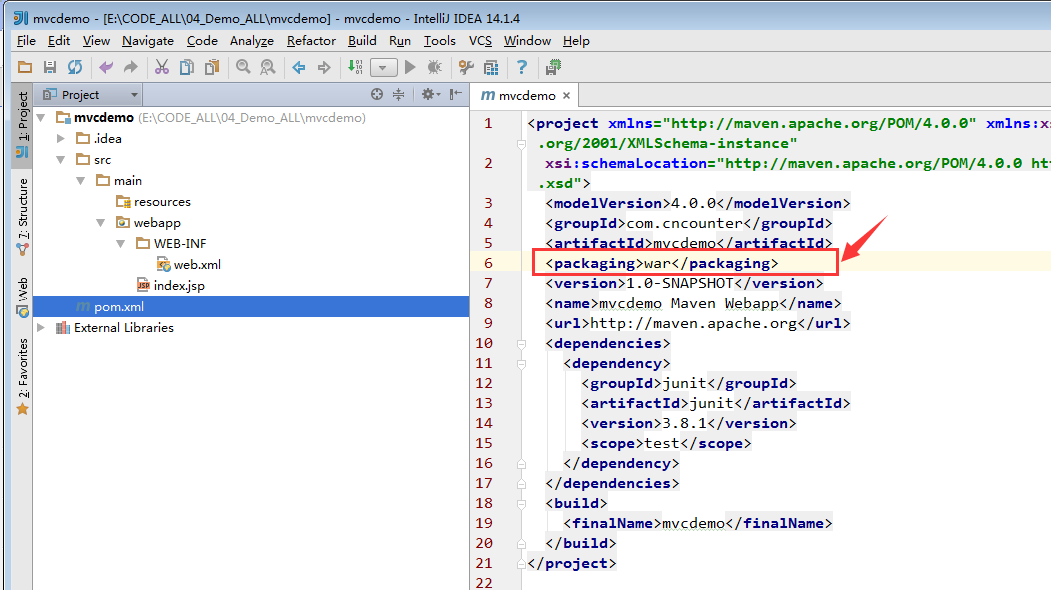 mvcdemo - [E:\CODE_ALL\04_Demo_ALL\mvcdemo] - mvcdemo - IntelliJ IDEA 14.1.4
File Edit View Navigate Code Analyze Refactor Build Run Tools VCS Window Help
Project
mvcdemo
1: Project
7: Structure
Web
2: Favorites
mvcdemo (E:\CODE_ALL\04_Demo_ALL\mvcdemo)
.idea
src
main
resources
webapp
WEB-INF
web.xml
index.jsp
pom.xml
External Libraries
1 <project xmlns="http://maven.apache.org/POM/4.0.0" xmlns:xs
.org/2001/XMLSchema-instance"
2 xsi:schemaLocation="http://maven.apache.org/POM/4.0.0 ht
.xsd">
3 <modelVersion>4.0.0</modelVersion>
4 <groupId>com.cncounter</groupId>
5 <artifactId>mvcdemo</artifactId>
6 <packaging>war</packaging>
7 <version>1.0-SNAPSHOT</version>
8 <name>mvcdemo Maven Webapp</name>
9 <url>http://maven.apache.org</url>
10 <dependencies>
11 <dependency>
12 <groupId>junit</groupId>
13 <artifactId>junit</artifactId>
14 <version>3.8.1</version>
15 <scope>test</scope>
16 </dependency>
17 </dependencies>
18 <build>
19 <finalName>mvcdemo</finalName>
20 </build>
21 </project>
22